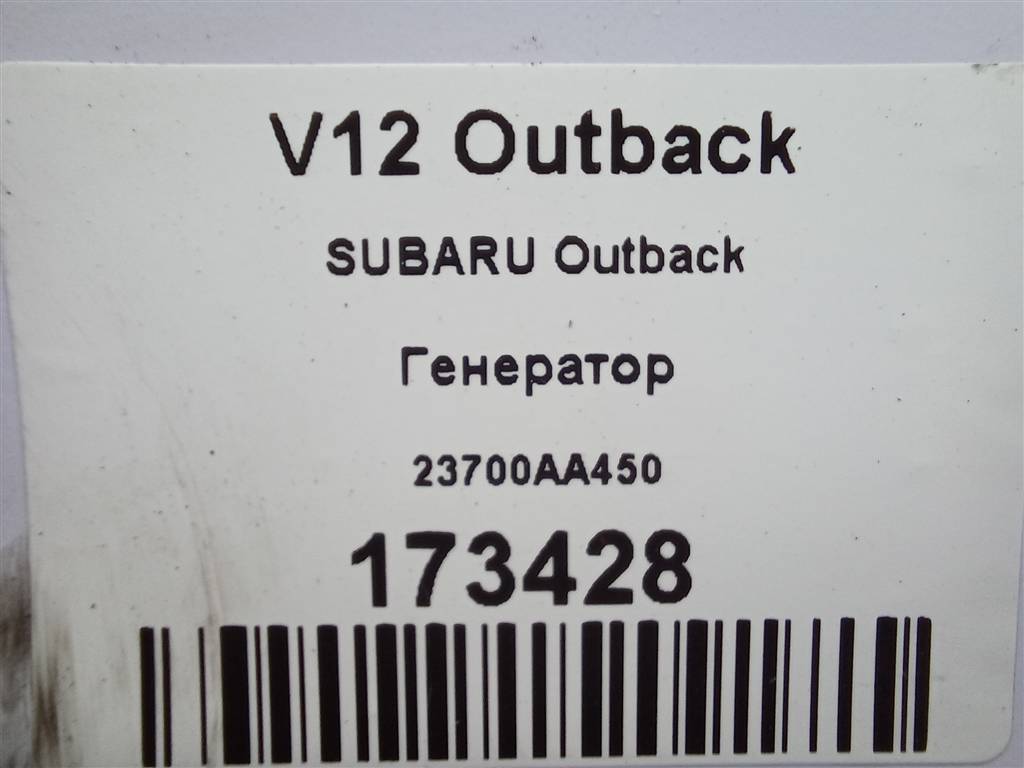 V12 Outback
SUBARU Outback
Генератор
23700AA450
173428